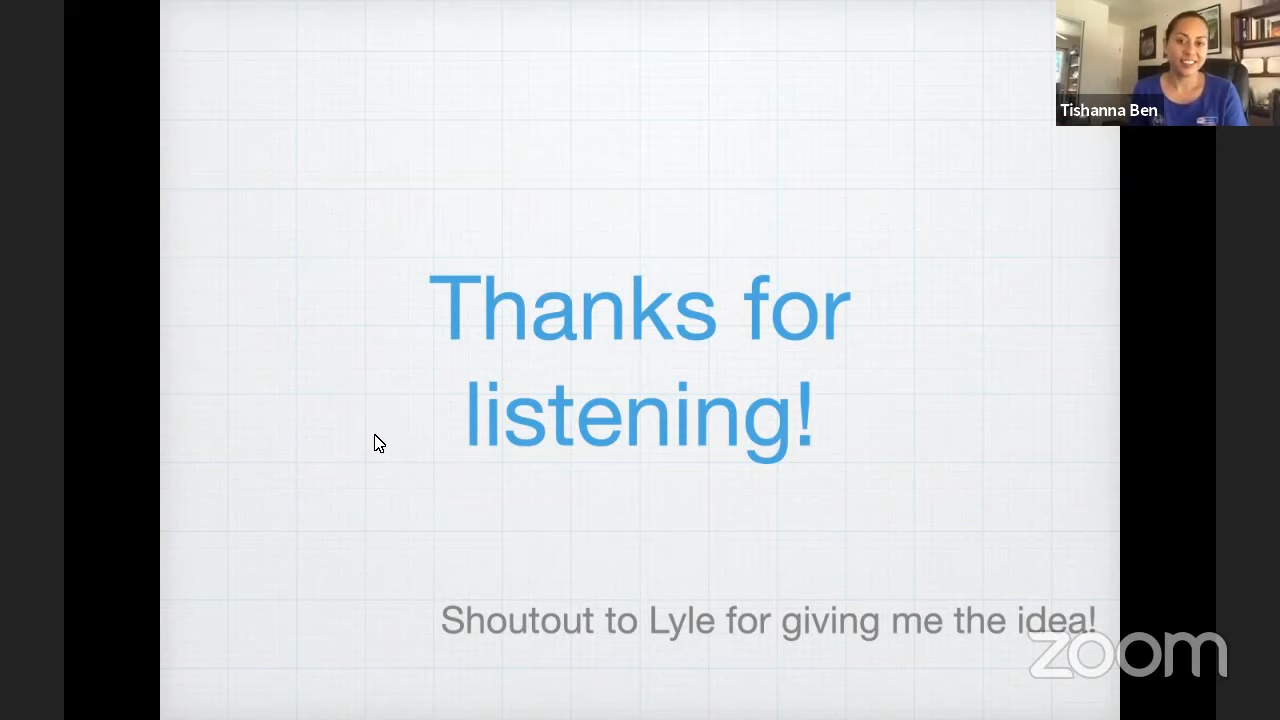 Tishanna Ben
Thanks for
listening!
Shoutout to Lyle for giving me the idea!
zoom